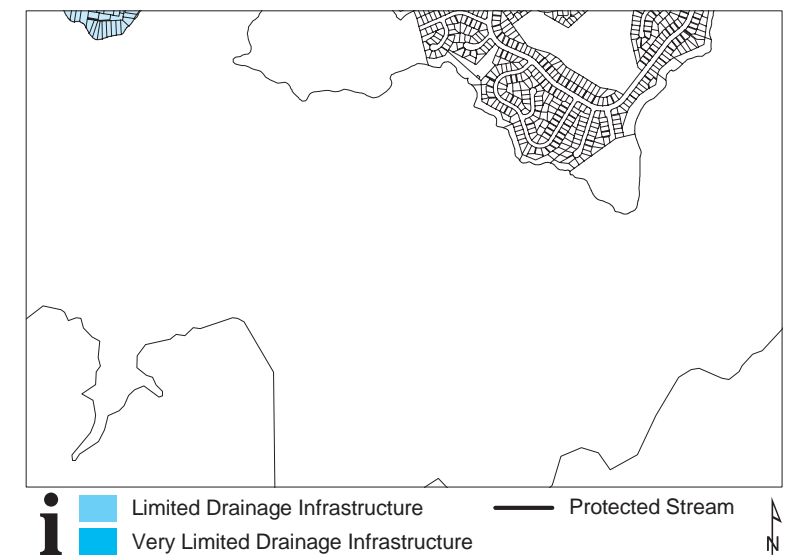 Limited Drainage Infrastructure
Protected Stream
Very Limited Drainage Infrastructure
N